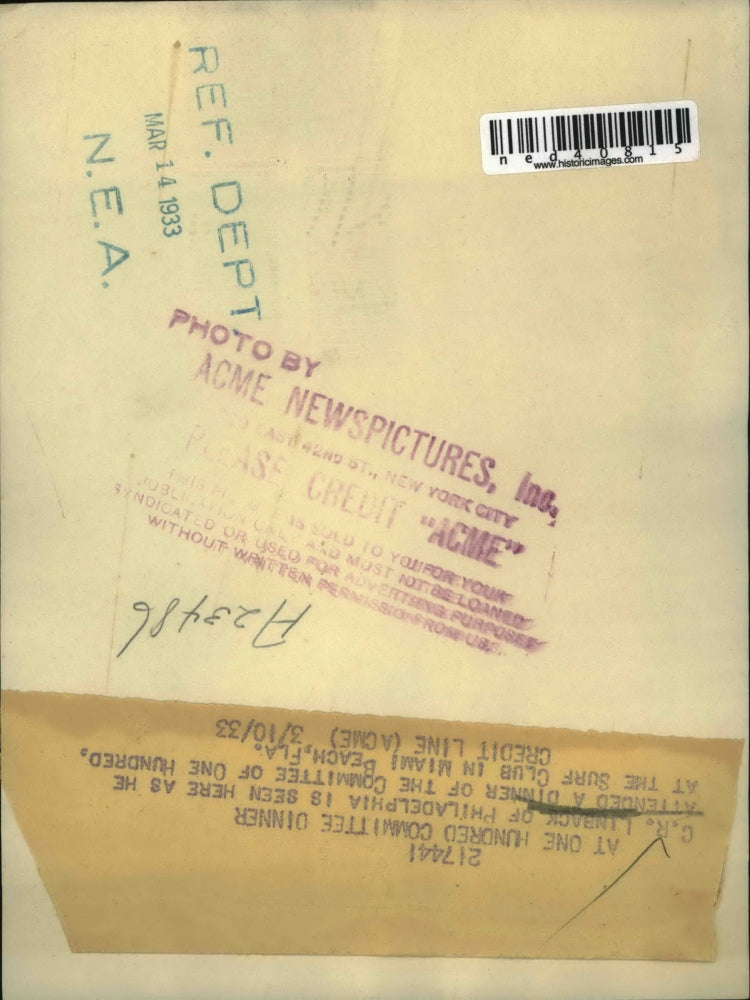 REF. DEPT
MAR 14 1933
N.E.A.
ned40815
www.historicimages.com
PHOTO BY
ACME NEWSPICTURES, Inc.
EAST 42ND ST., NEW YORK CITY
PLEASE CREDIT "ACME"
THIS IS SOLD TO YOU FOR YOUR
PUBLICATION ONLY AND MUST NOT BE LOANED
SYNDICATED OR USED FOR ADVERTISING PURPOSES
WITHOUT WRITTEN PERMISSION FROM US.
A23486
217441
AT ONE HUNDRED COMMITTEE DINNER
C.R. LINBACK OF PHILADELPHIA IS SEEN HERE AS HE
ATTENDED A DINNER OF THE COMMITTEE OF ONE HUNDRED,
AT THE SURF CLUB IN MIAMI BEACH,FLA.
CREDIT LINE (ACME) 3/10/33